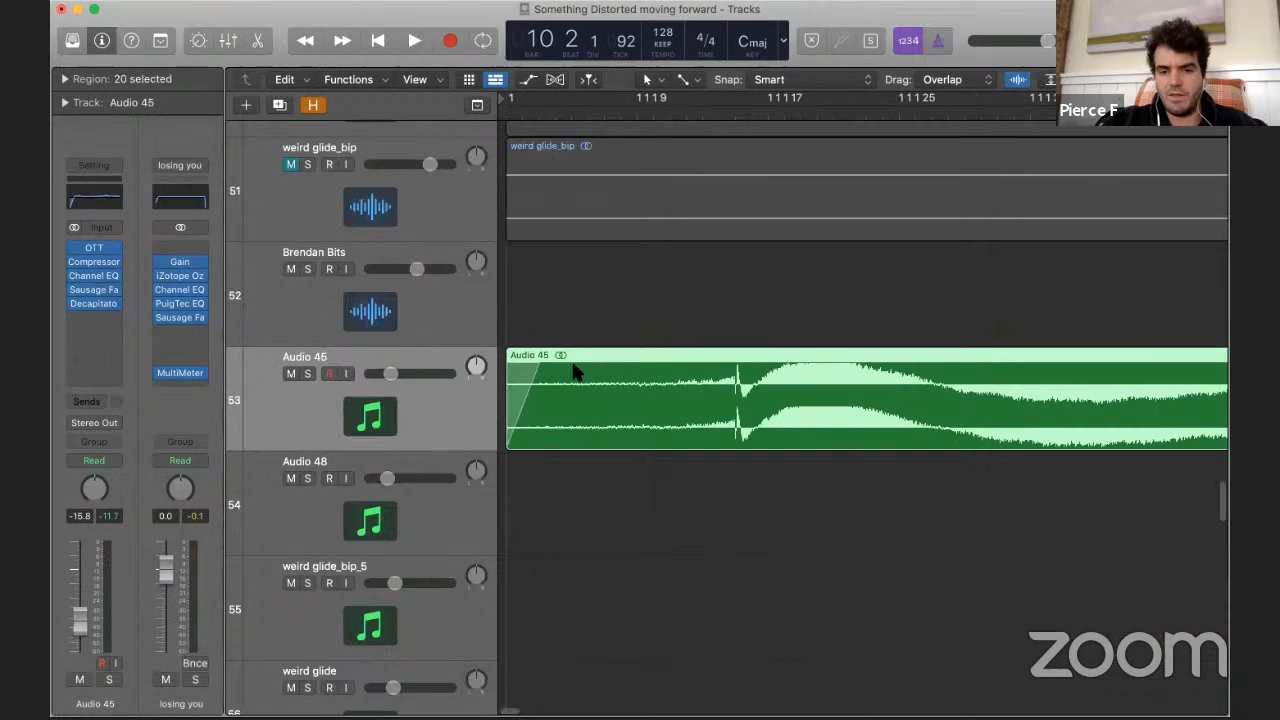 Something Distorted moving forward - Tracks
10 2 1 92
BAR BEAT
128
KEEP
TEMPO
4/4
TIME
Cmaj
KEY
S
1234
Pierce F
Region: 20 selected
Edit Functions View Snap: Smart Drag: Overlap
Track: Audio 45
H
1 1119 11117 11125
Setting
losing you
Input
OTT
Compressor
Channel EQ
Sausage Fa
Decapitato
Gain
iZotope Oz
Channel EQ
PuigTec EQ
Sausage Fa
MultiMeter
Sends
Stereo Out
Group Group
Read Read
-15.8 -11.7 0.0 -0.1
R I Bnce
M S M S
Audio 45 losing you
51
weird glide_bip
M S R I
weird glide_bip
52
Brendan Bits
M S R I
53
Audio 45
M S R I
Audio 45
54
Audio 48
M S R I
55
weird glide_bip_5
M S R I
weird glide
M S R I
zoom